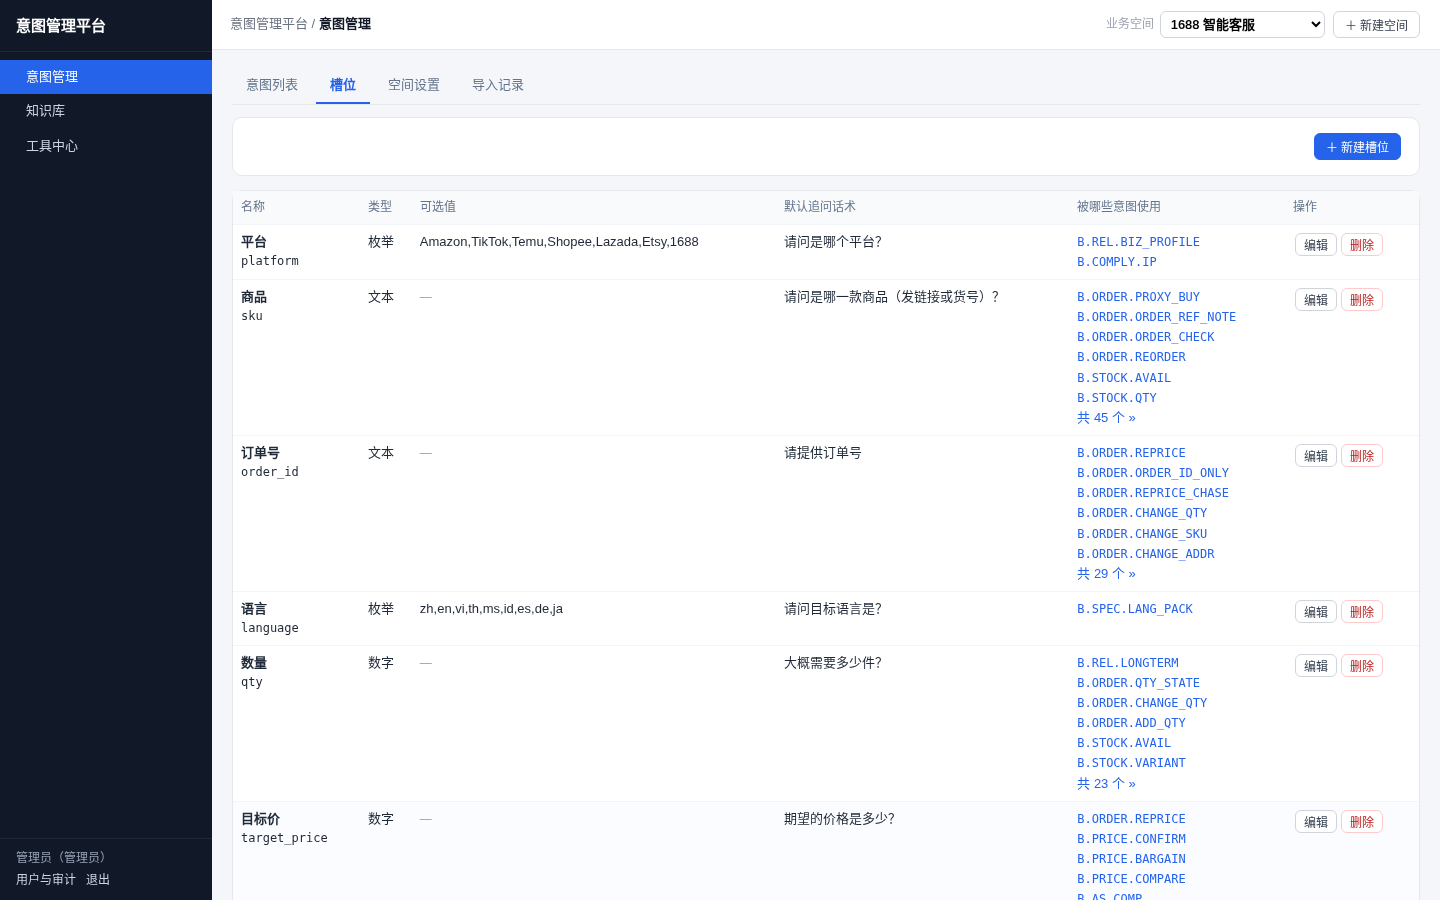 意图管理平台
意图管理
知识库
工具中心
管理员（管理员）
用户与审计 退出
意图管理平台 / 意图管理
业务空间 1688 智能客服 ＋ 新建空间
意图列表 槽位 空间设置 导入记录
＋ 新建槽位
名称 类型 可选值 默认追问话术 被哪些意图使用 操作
平台 枚举 Amazon,TikTok,Temu,Shopee,Lazada,Etsy,1688 请问是哪个平台? B.REL.BIZ_PROFILE 编辑 删除
platform B.COMPLY.IP
商品 文本 — 请问是哪一款商品（发链接或货号）? B.ORDER.PROXY_BUY 编辑 删除
sku B.ORDER.ORDER_REF_NOTE
B.ORDER.ORDER_CHECK
B.ORDER.REORDER
B.STOCK.AVAIL
B.STOCK.QTY
共 45 个 »
订单号 文本 — 请提供订单号 B.ORDER.REPRICE 编辑 删除
order_id B.ORDER.ORDER_ID_ONLY
B.ORDER.REPRICE_CHASE
B.ORDER.CHANGE_QTY
B.ORDER.CHANGE_SKU
B.ORDER.CHANGE_ADDR
共 29 个 »
语言 枚举 zh,en,vi,th,ms,id,es,de,ja 请问目标语言是? B.SPEC.LANG_PACK 编辑 删除
language
数量 数字 — 大概需要多少件? B.REL.LONGTERM 编辑 删除
qty B.ORDER.QTY_STATE
B.ORDER.CHANGE_QTY
B.ORDER.ADD_QTY
B.STOCK.AVAIL
B.STOCK.VARIANT
共 23 个 »
目标价 数字 — 期望的价格是多少? B.ORDER.REPRICE 编辑 删除
target_price B.PRICE.CONFIRM
B.PRICE.BARGAIN
B.PRICE.COMPARE
B.AS.COMP